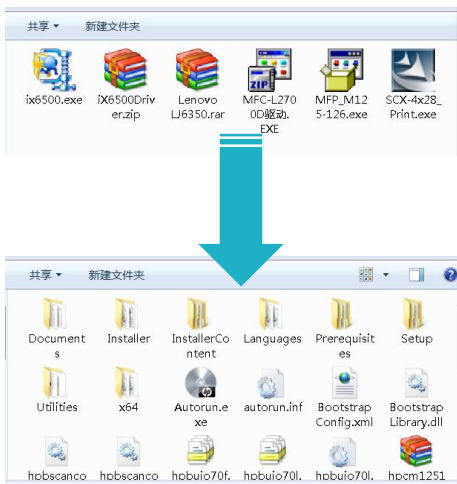 共享 新建文件夹
ix6500.exe iX6500Driv Lenovo MFC-L270 MFP_M12 SCX-4x28_
er.zip LJ6350.rar 0D驱动. 5-126.exe Print.exe
EXE
ZIP
共享 新建文件夹
Document Installer InstallerCo Languages Prerequisit Setup
s ntent es
Utilities x64 Autorun.e autorun.inf Bootstrap Bootstrap
xe Config.xml Library.dll
hpbscanco hpbscanco hpbuio70f. hpbuio70l. hpbuio70l. hpcm1251